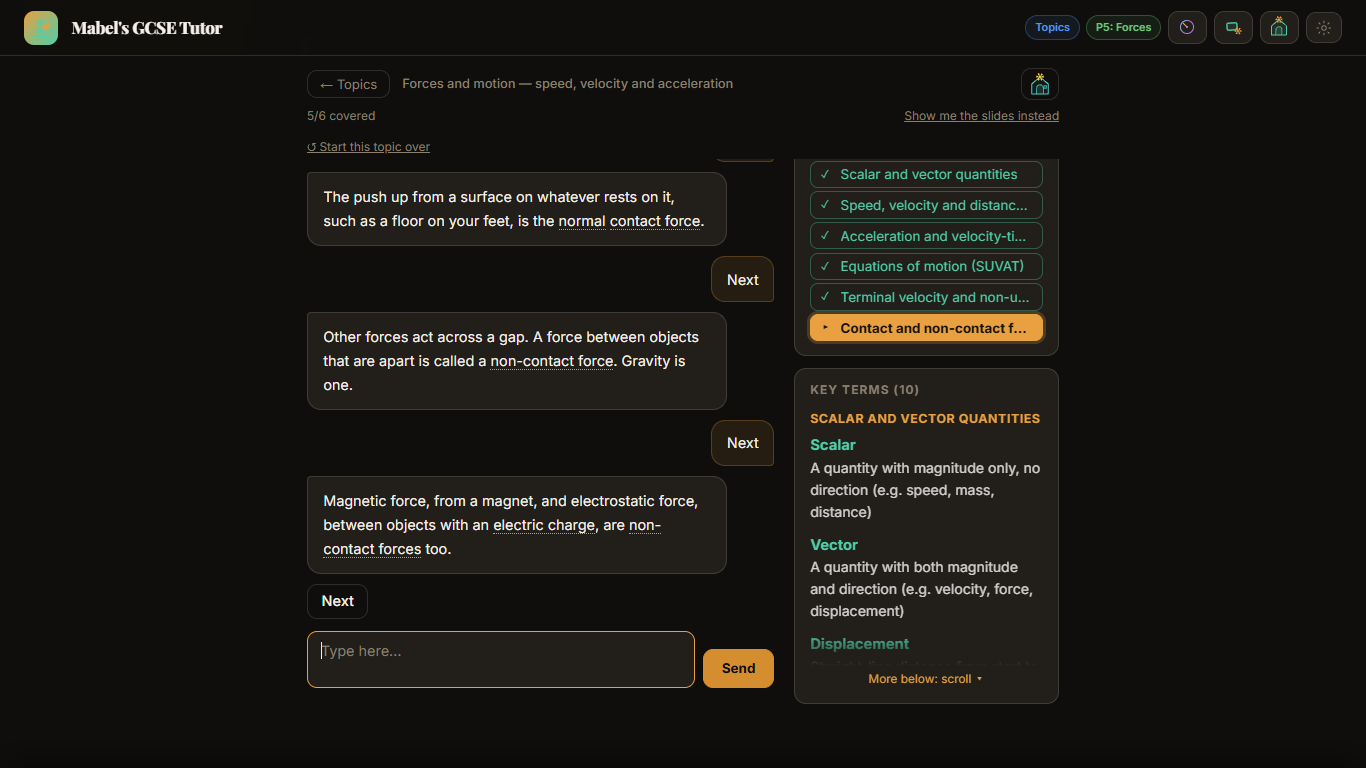 Mabel's GCSE Tutor
Topics
P5: Forces
← Topics
Forces and motion — speed, velocity and acceleration
5/6 covered
Show me the slides instead
↺ Start this topic over
The push up from a surface on whatever rests on it,
such as a floor on your feet, is the normal contact force.
Next
Other forces act across a gap. A force between objects
that are apart is called a non-contact force. Gravity is
one.
Next
Magnetic force, from a magnet, and electrostatic force,
between objects with an electric charge, are non-
contact forces too.
Next
Type here...
Send
✓ Scalar and vector quantities
✓ Speed, velocity and distanc...
✓ Acceleration and velocity-ti...
✓ Equations of motion (SUVAT)
✓ Terminal velocity and non-u...
‣ Contact and non-contact f...
KEY TERMS (10)
SCALAR AND VECTOR QUANTITIES
Scalar
A quantity with magnitude only, no
direction (e.g. speed, mass,
distance)
Vector
A quantity with both magnitude
and direction (e.g. velocity, force,
displacement)
Displacement
More below: scroll ▾